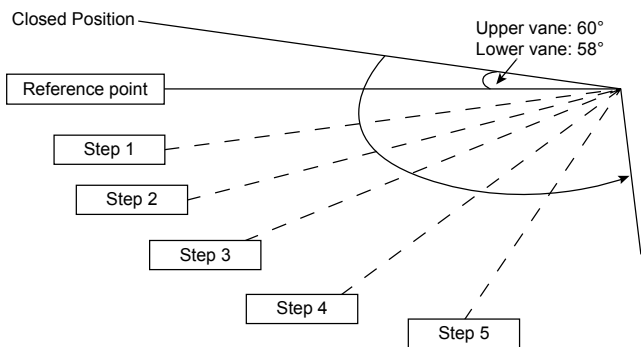 Closed Position
Upper vane: 60°
Lower vane: 58°
Reference point
Step 1
Step 2
Step 3
Step 4
Step 5